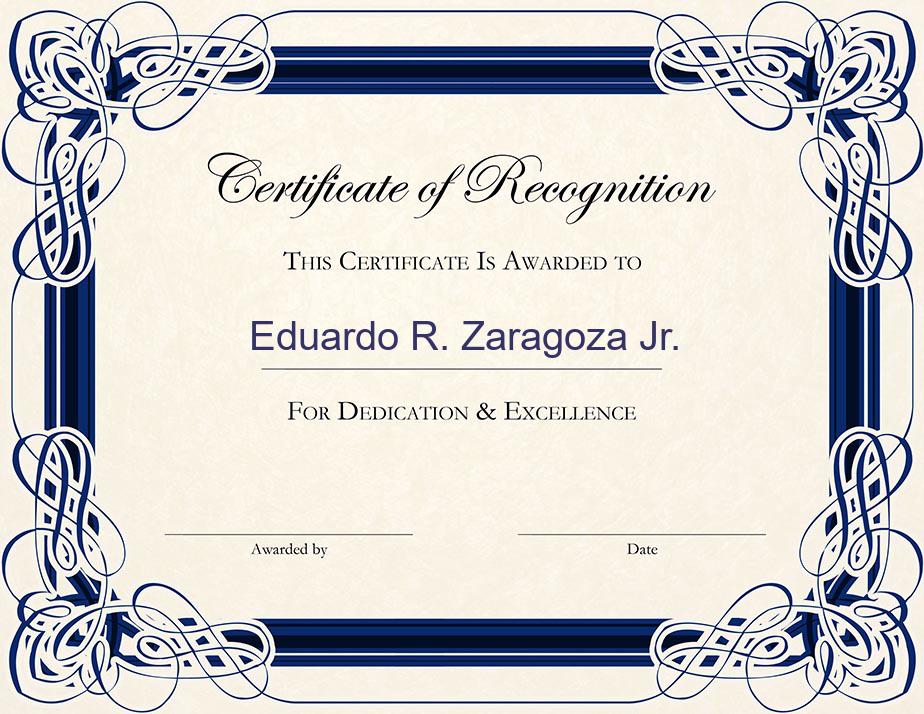 Certificate of Recognition
This Certificate Is Awarded to
Eduardo R. Zaragoza Jr.
For Dedication & Excellence
Awarded by
Date